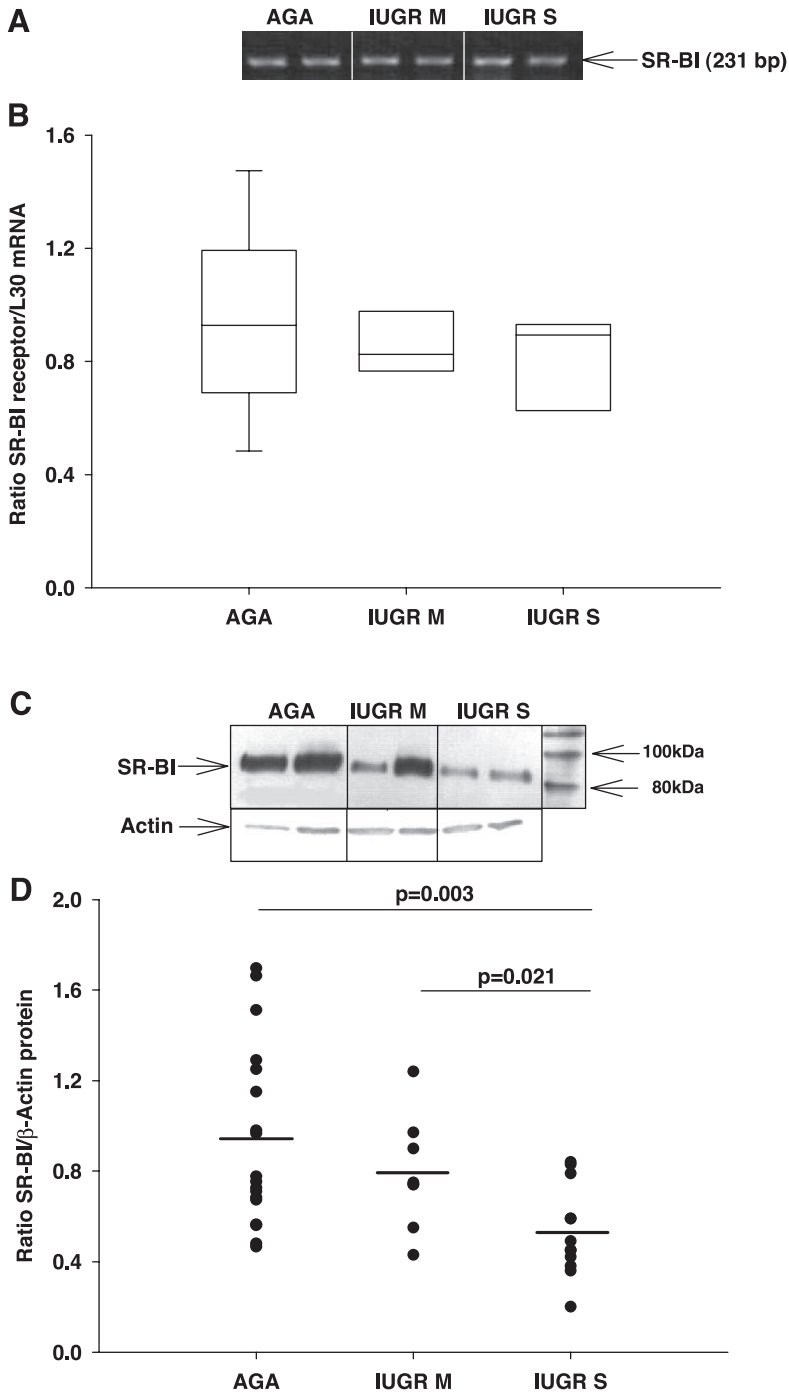 A
AGA IUGR M IUGR S
SR-BI (231 bp)
B
Ratio SR-BI receptor/L30 mRNA
1.6
1.2
0.8
0.4
0.0
AGA IUGR M IUGR S
C
AGA IUGR M IUGR S
SR-BI
100kDa
80kDa
Actin
D
Ratio SR-BI/β-Actin protein
2.0
1.6
1.2
0.8
0.4
0.0
p=0.003
p=0.021
AGA IUGR M IUGR S